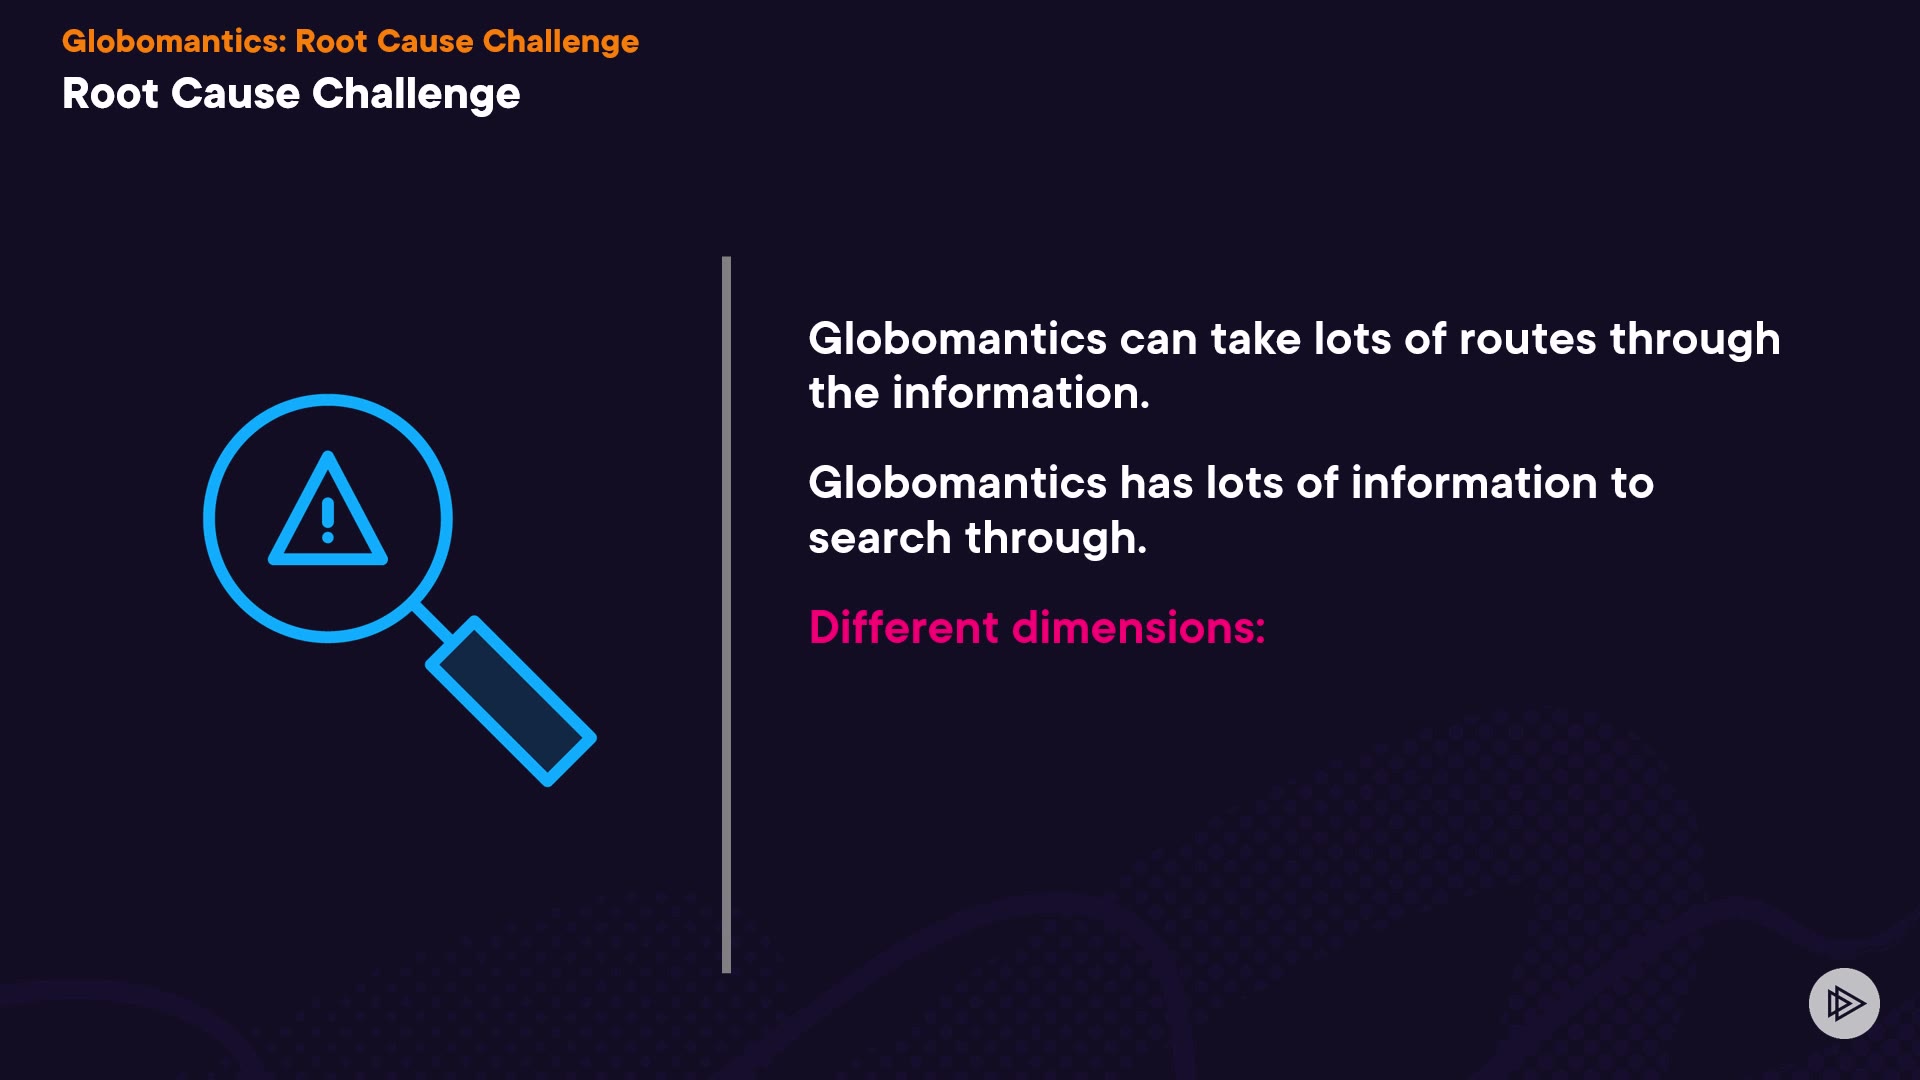 Globomantics: Root Cause Challenge
Root Cause Challenge
Globomantics can take lots of routes through
the information.
Globomantics has lots of information to
search through.
Different dimensions: